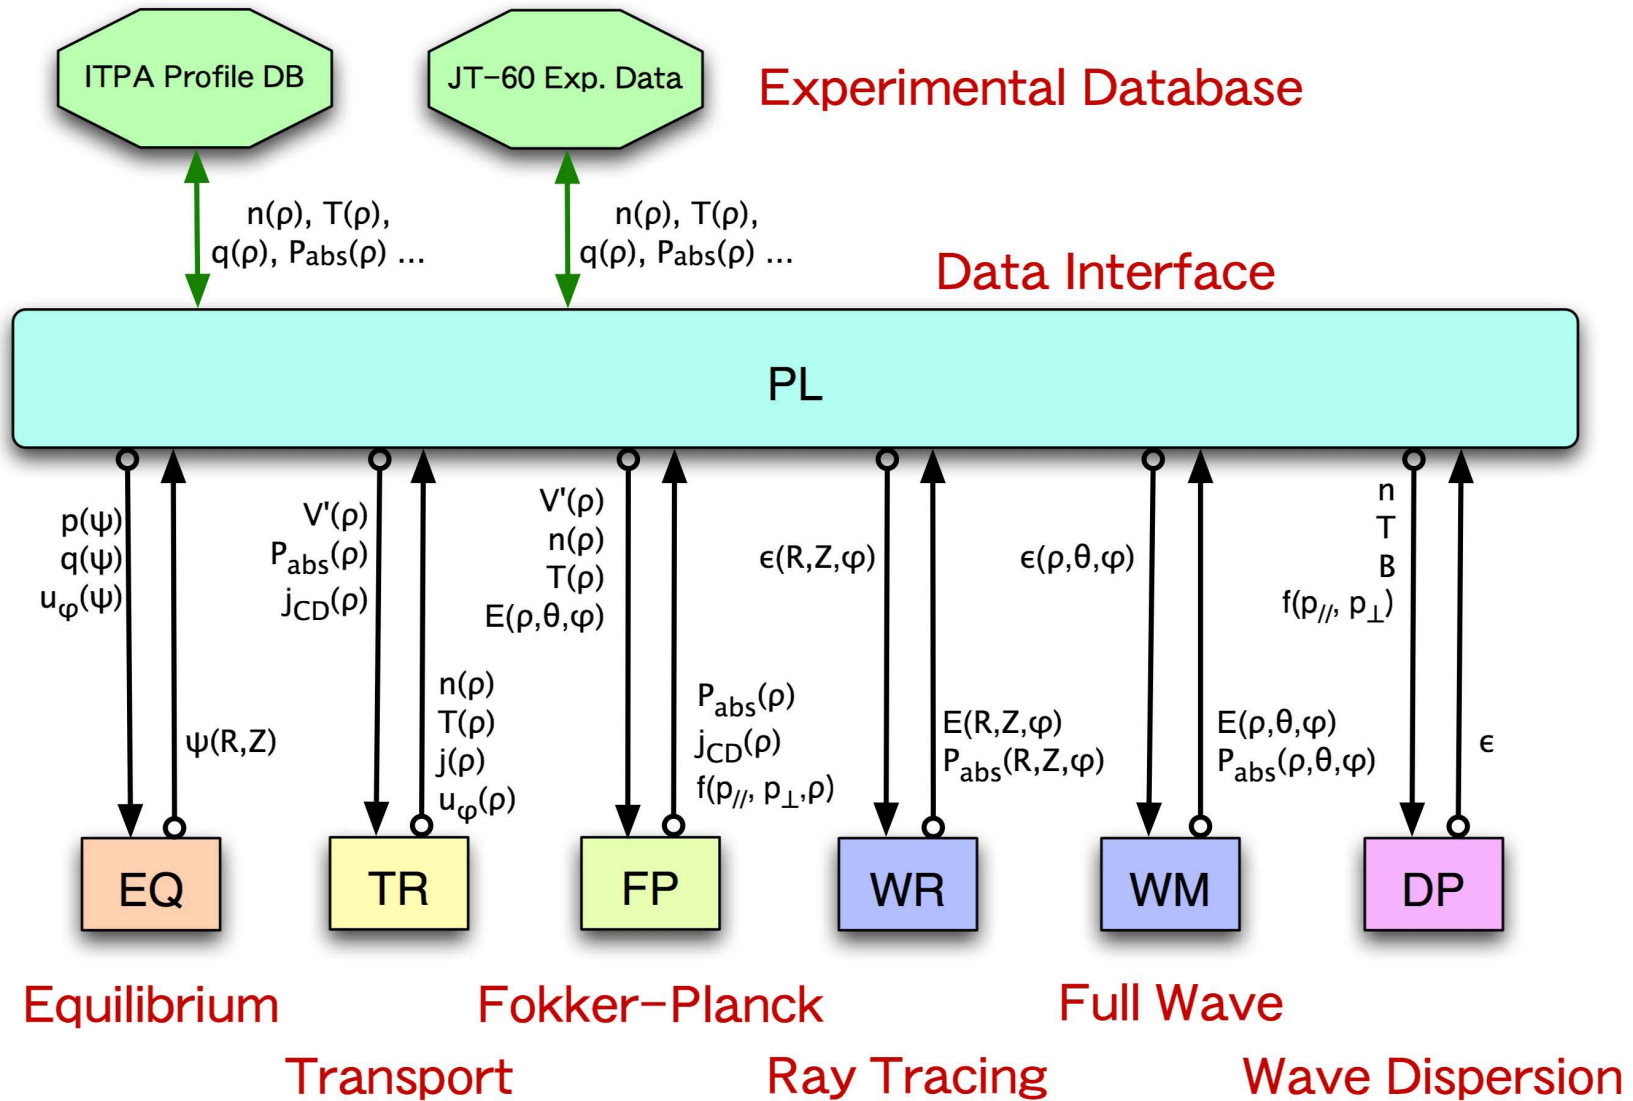 ITPA Profile DB
JT-60 Exp. Data
Experimental Database
n(ρ), T(ρ),
q(ρ), Pabs(ρ) ...
n(ρ), T(ρ),
q(ρ), Pabs(ρ) ...
Data Interface
PL
p(ψ)
q(ψ)
uφ(ψ)
ψ(R,Z)
V'(ρ)
Pabs(ρ)
jCD(ρ)
n(ρ)
T(ρ)
j(ρ)
uφ(ρ)
V'(ρ)
n(ρ)
T(ρ)
E(ρ,θ,φ)
Pabs(ρ)
jCD(ρ)
f(p//, p⊥,ρ)
ϵ(R,Z,φ)
E(R,Z,φ)
Pabs(R,Z,φ)
ϵ(ρ,θ,φ)
E(ρ,θ,φ)
Pabs(ρ,θ,φ)
n
T
B
f(p//, p⊥)
ϵ
EQ
TR
FP
WR
WM
DP
Equilibrium
Transport
Fokker-Planck
Ray Tracing
Full Wave
Wave Dispersion